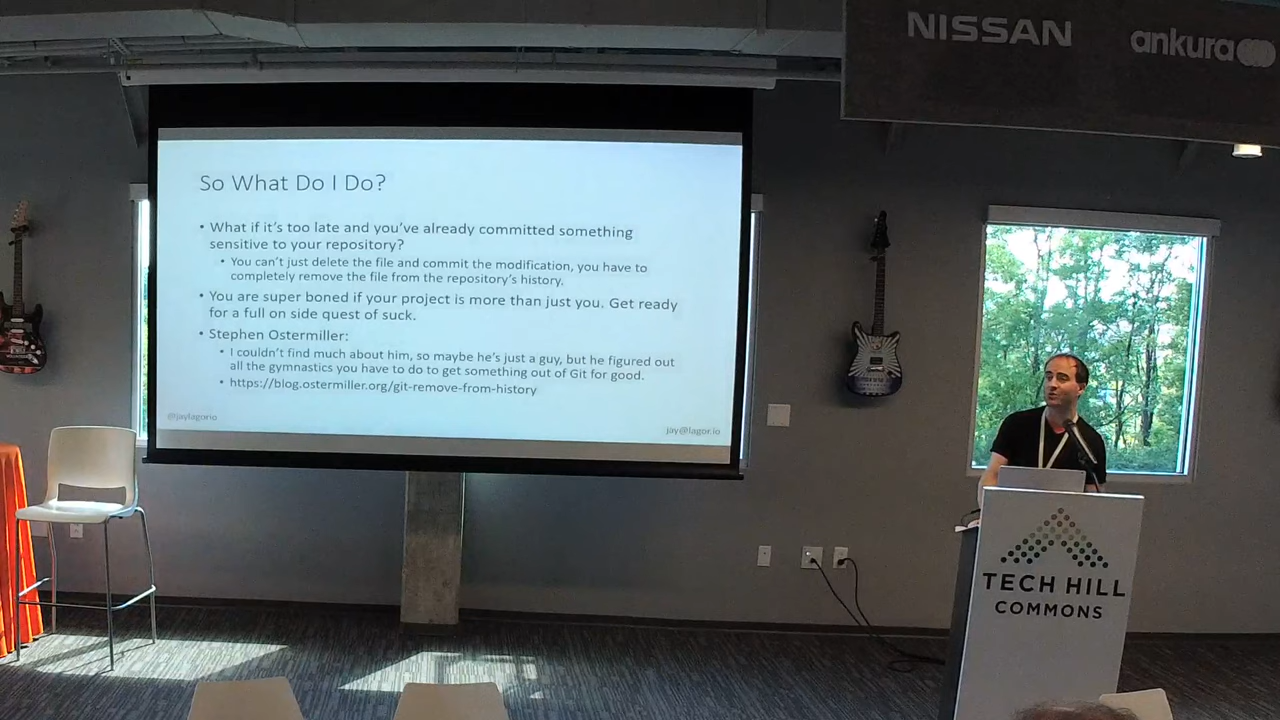 NISSAN
ankura
So What Do I Do?
• What if it's too late and you've already committed something
sensitive to your repository?
• You can't just delete the file and commit the modification, you have to
completely remove the file from the repository's history.
• You are super boned if your project is more than just you. Get ready
for a full on side quest of suck.
• Stephen Ostermiller:
• I couldn't find much about him, so maybe he's just a guy, but he figured out
all the gymnastics you have to do to get something out of Git for good.
• https://blog.ostermiller.org/git-remove-from-history
@jaylagorio
jay@lagor.io
TECH HILL
COMMONS